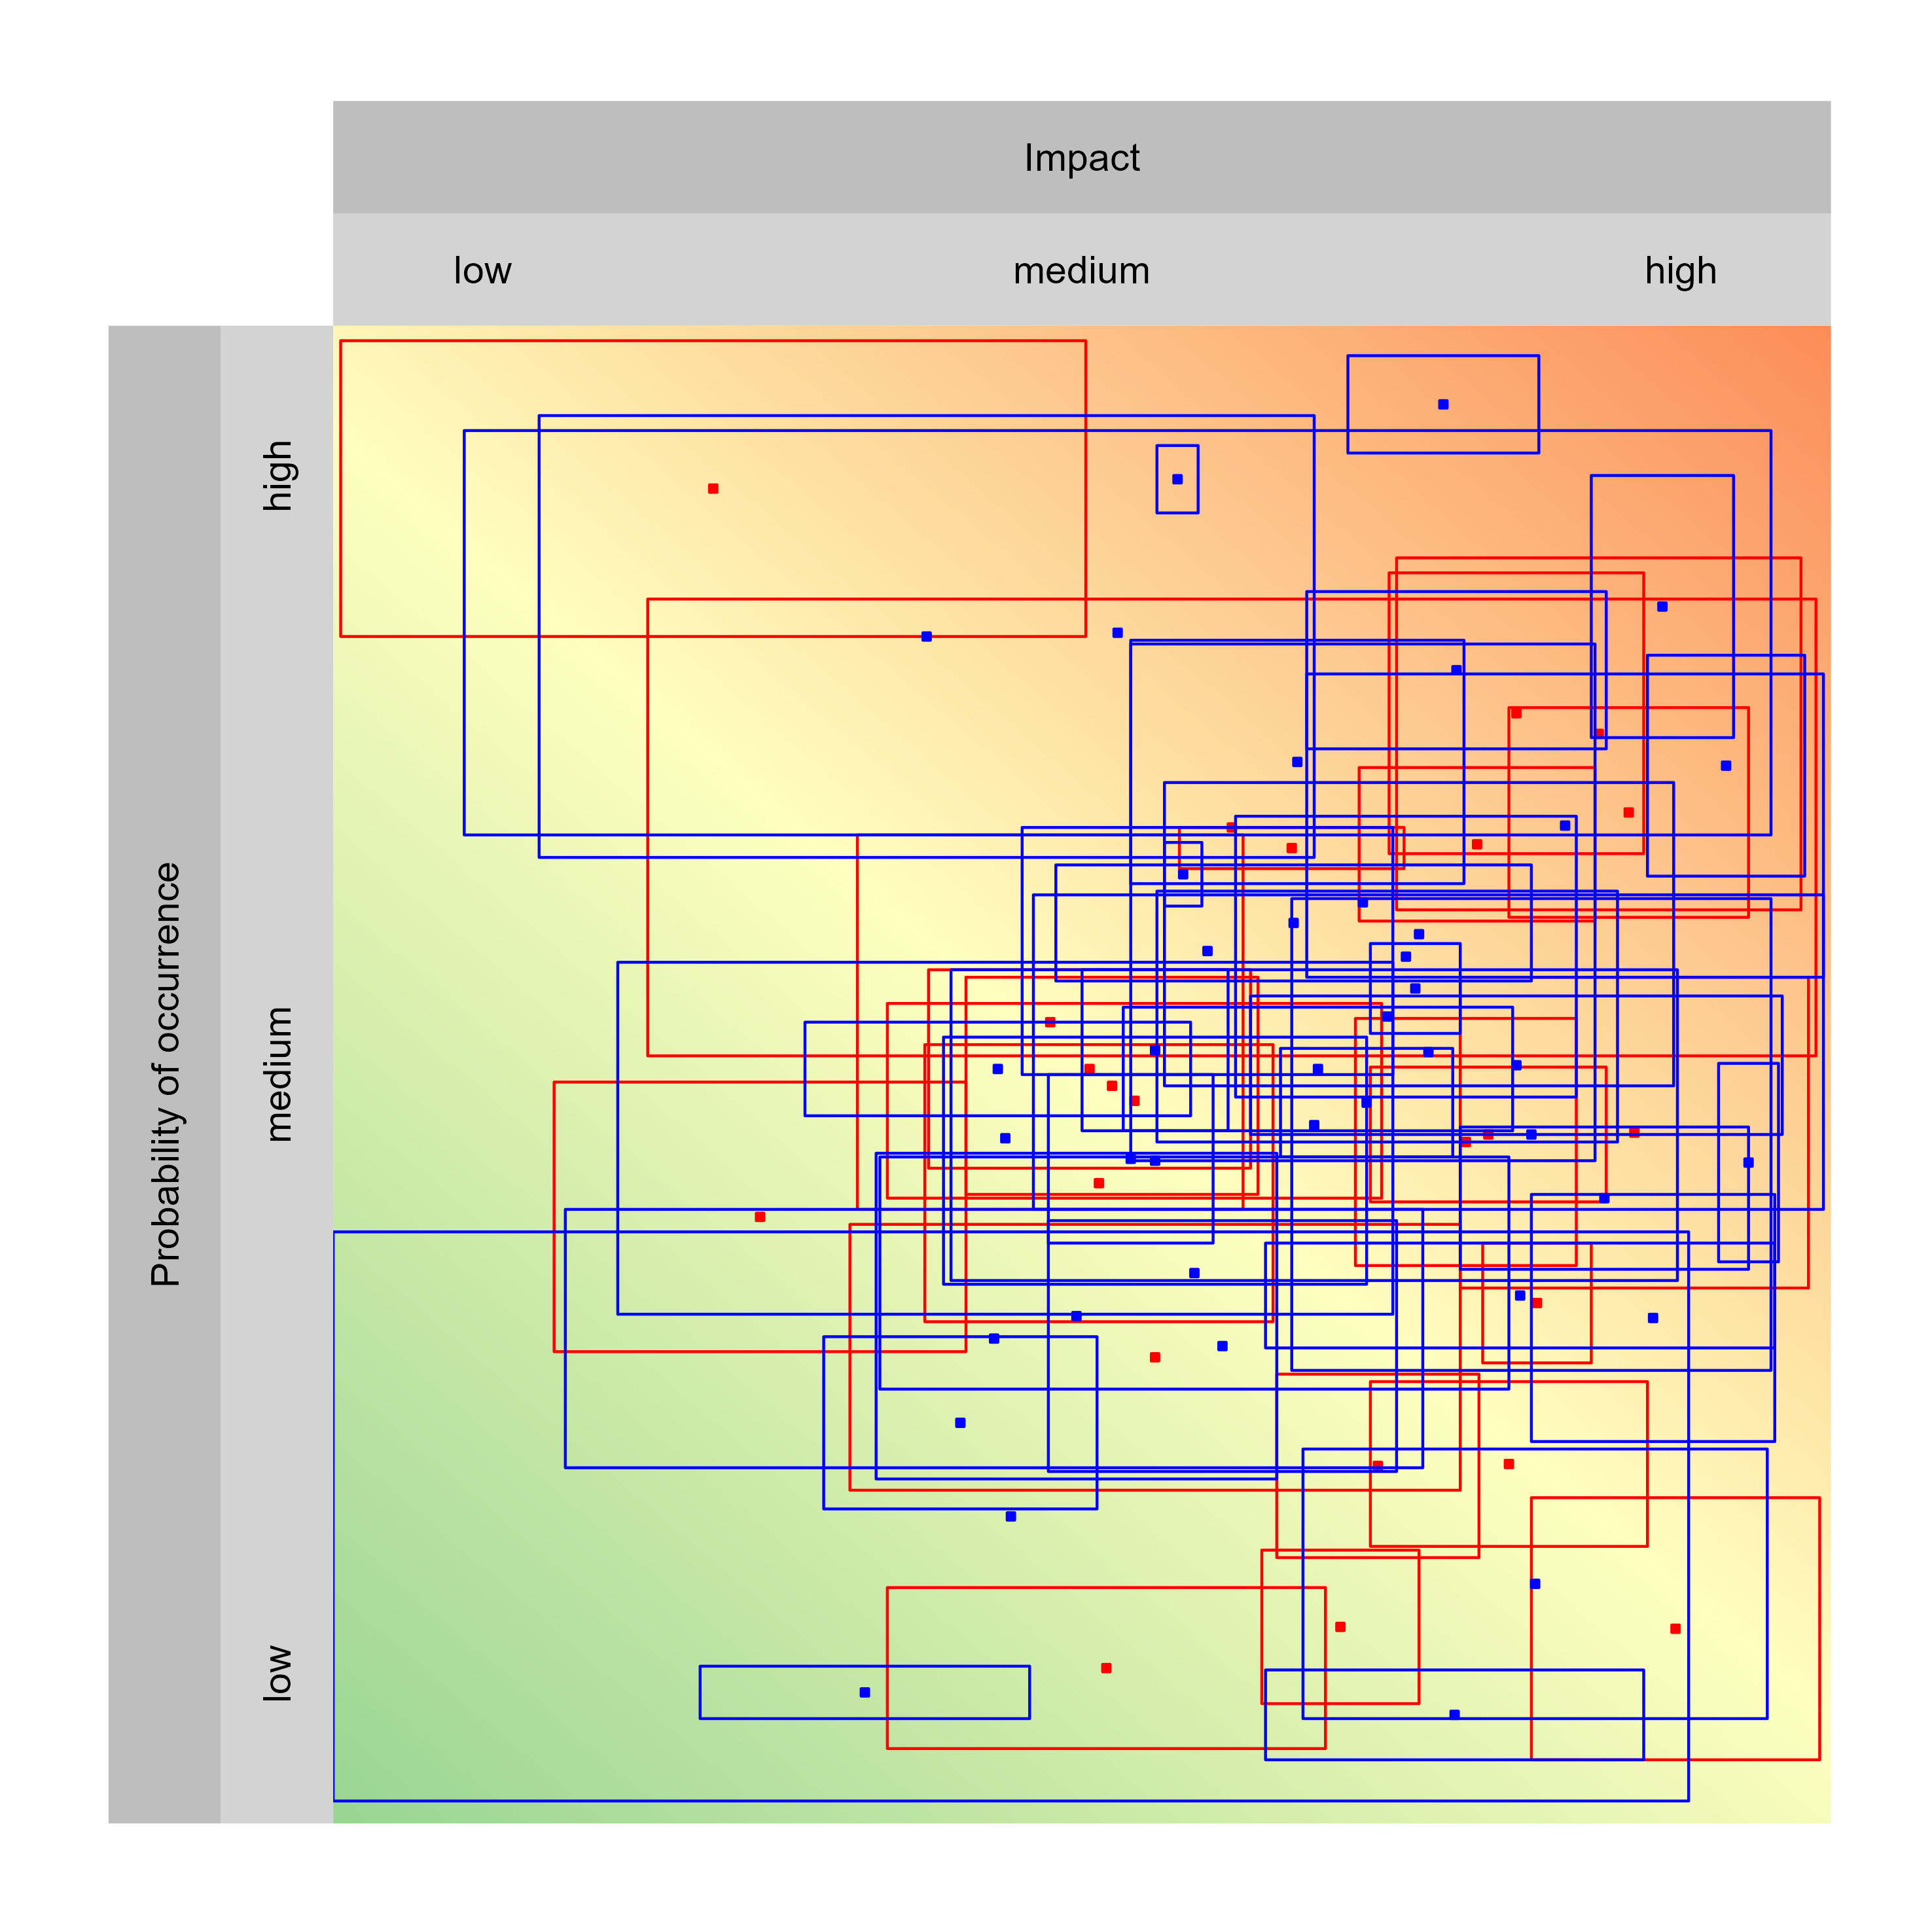 Impact
low
medium
high
Probability of occurrence
high
medium
low